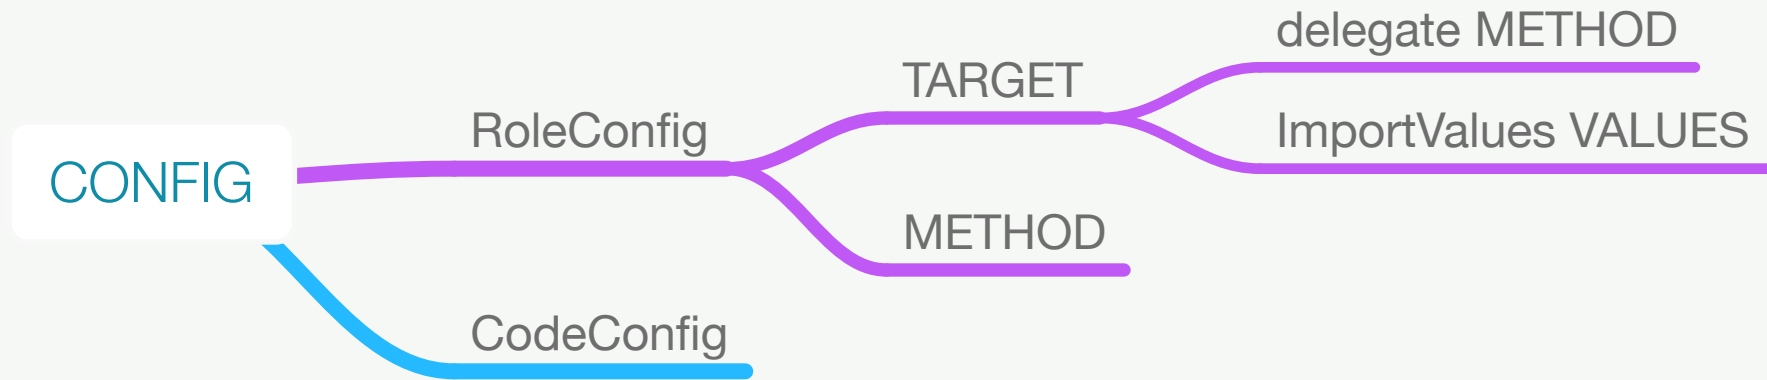 delegate METHOD
TARGET
RoleConfig
ImportValues VALUES
CONFIG
METHOD
CodeConfig